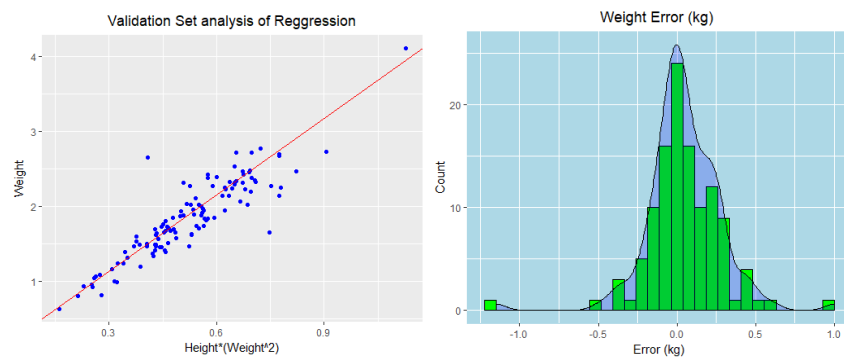 Validation Set analysis of Reggression
4
3
2
1
Weight
0.3
0.6
0.9
Height*(Weight^2)
Weight Error (kg)
20
10
0
Count
-1.0
-0.5
0.0
0.5
1.0
Error (kg)